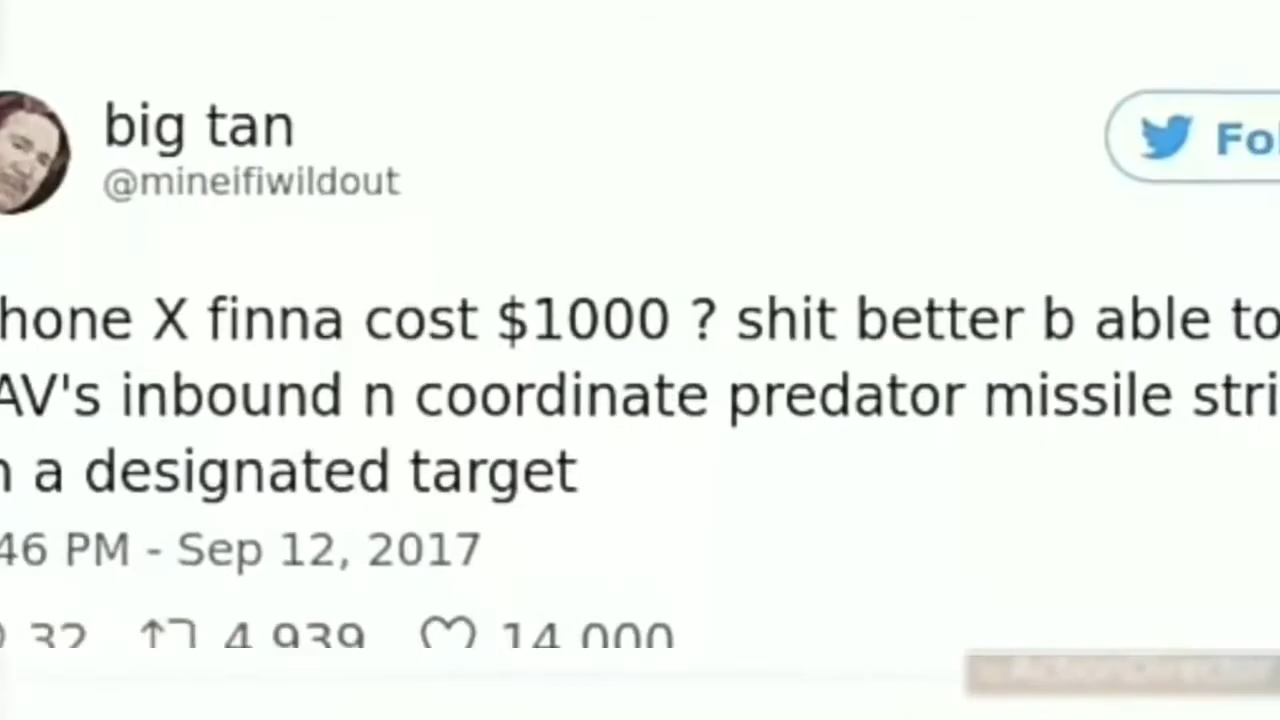 big tan
@mineifiwildout
Fol
hone X finna cost $1000 ? shit better b able to
AV's inbound n coordinate predator missile stri
n a designated target
46 PM - Sep 12, 2017
32 4,939 14,000
ActionDirector